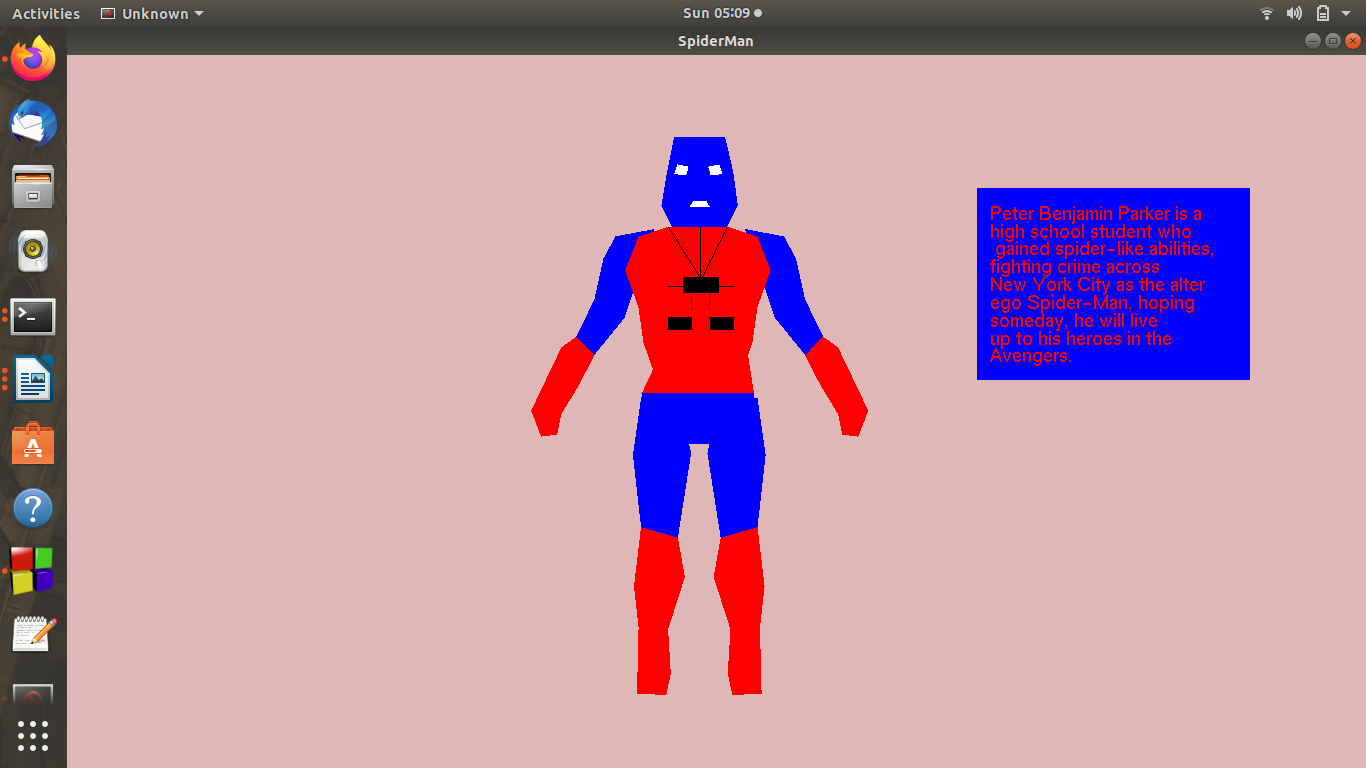 Activities
Unknown
Sun 05:09
SpiderMan
Peter Benjamin Parker is a
high school student who
gained spider-like abilities,
fighting crime across
New York City as the alter
ego Spider-Man, hoping
someday, he will live
up to his heroes in the
Avengers.